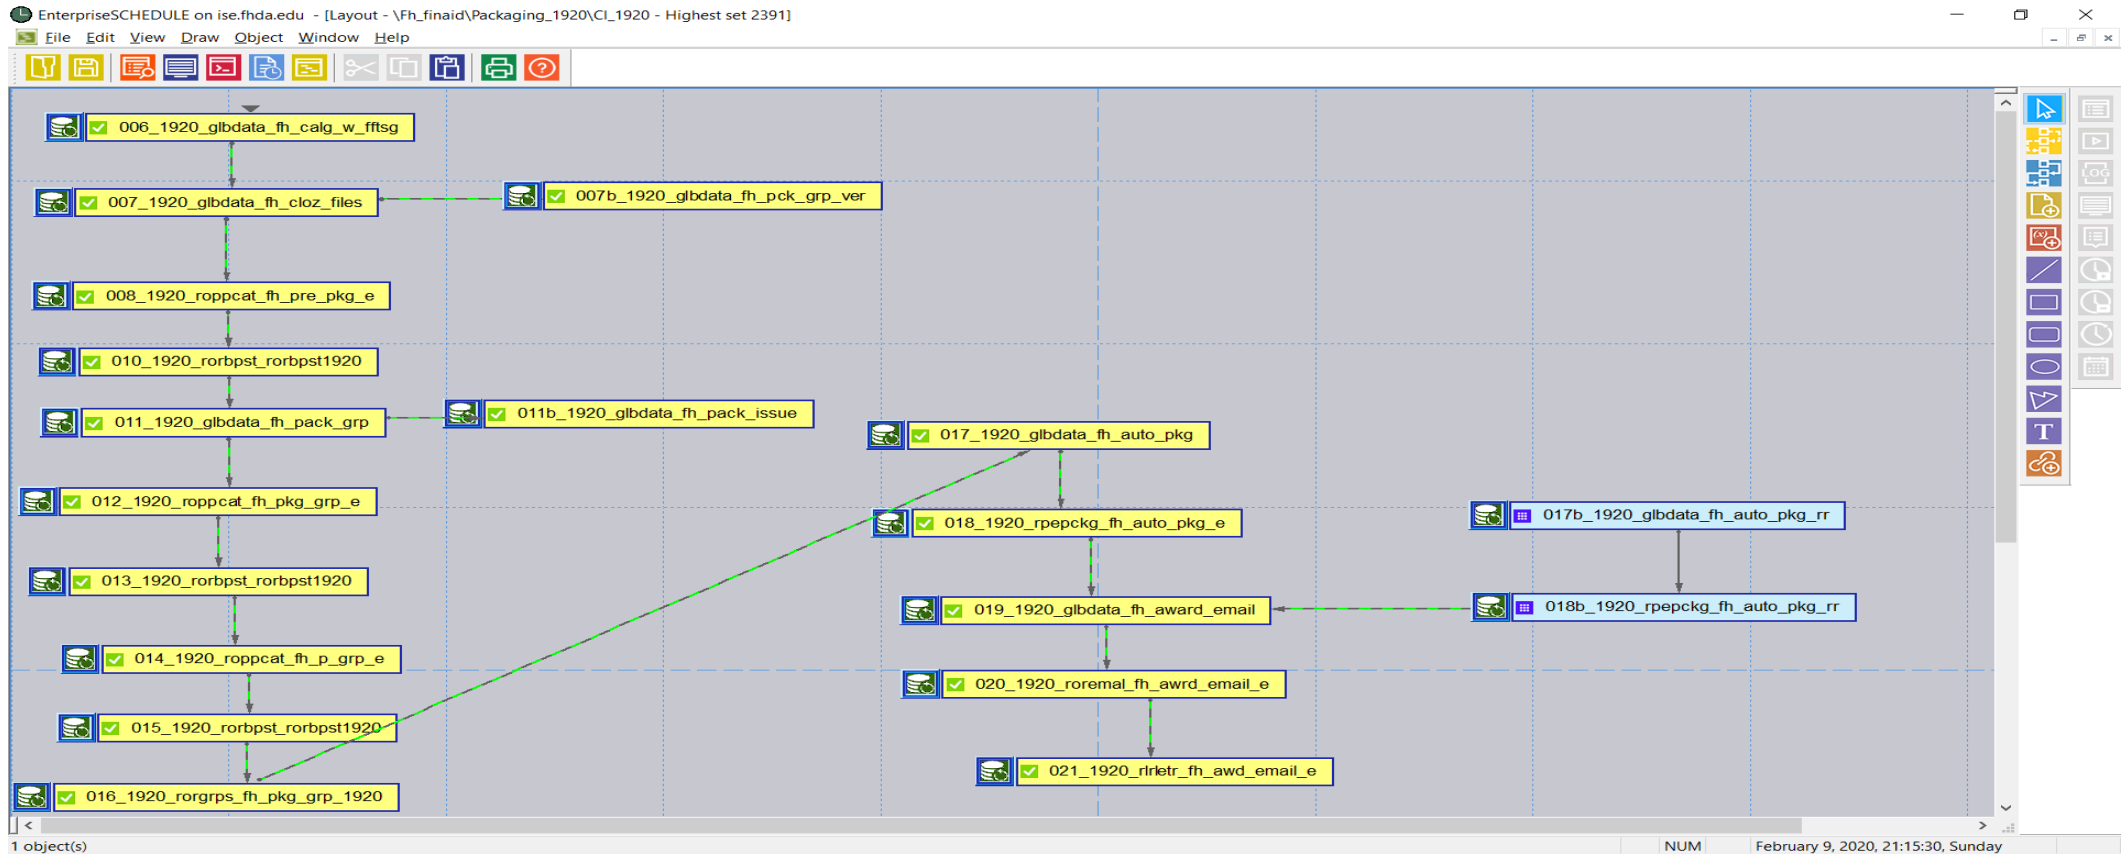 EnterpriseSCHEDULE on ise.fhda.edu - [Layout - \Fh_finaid\Packaging_1920\CI_1920 - Highest set 2391]
File Edit View Draw Object Window Help
006_1920_glbdata_fh_calg_w_fftsg
007_1920_glbdata_fh_cloz_files
007b_1920_glbdata_fh_pck_grp_ver
008_1920_roppcat_fh_pre_pkg_e
010_1920_rorbpst_rorbpst1920
011_1920_glbdata_fh_pack_grp
011b_1920_glbdata_fh_pack_issue
012_1920_roppcat_fh_pkg_grp_e
013_1920_rorbpst_rorbpst1920
014_1920_roppcat_fh_p_grp_e
015_1920_rorbpst_rorbpst1920
016_1920_rorgrps_fh_pkg_grp_1920
017_1920_glbdata_fh_auto_pkg
018_1920_rpepckg_fh_auto_pkg_e
019_1920_glbdata_fh_award_email
020_1920_roremal_fh_awrd_email_e
021_1920_rlrletr_fh_awd_email_e
017b_1920_glbdata_fh_auto_pkg_rr
018b_1920_rpepckg_fh_auto_pkg_rr
LOG
T
1 object(s)
NUM
February 9, 2020, 21:15:30, Sunday